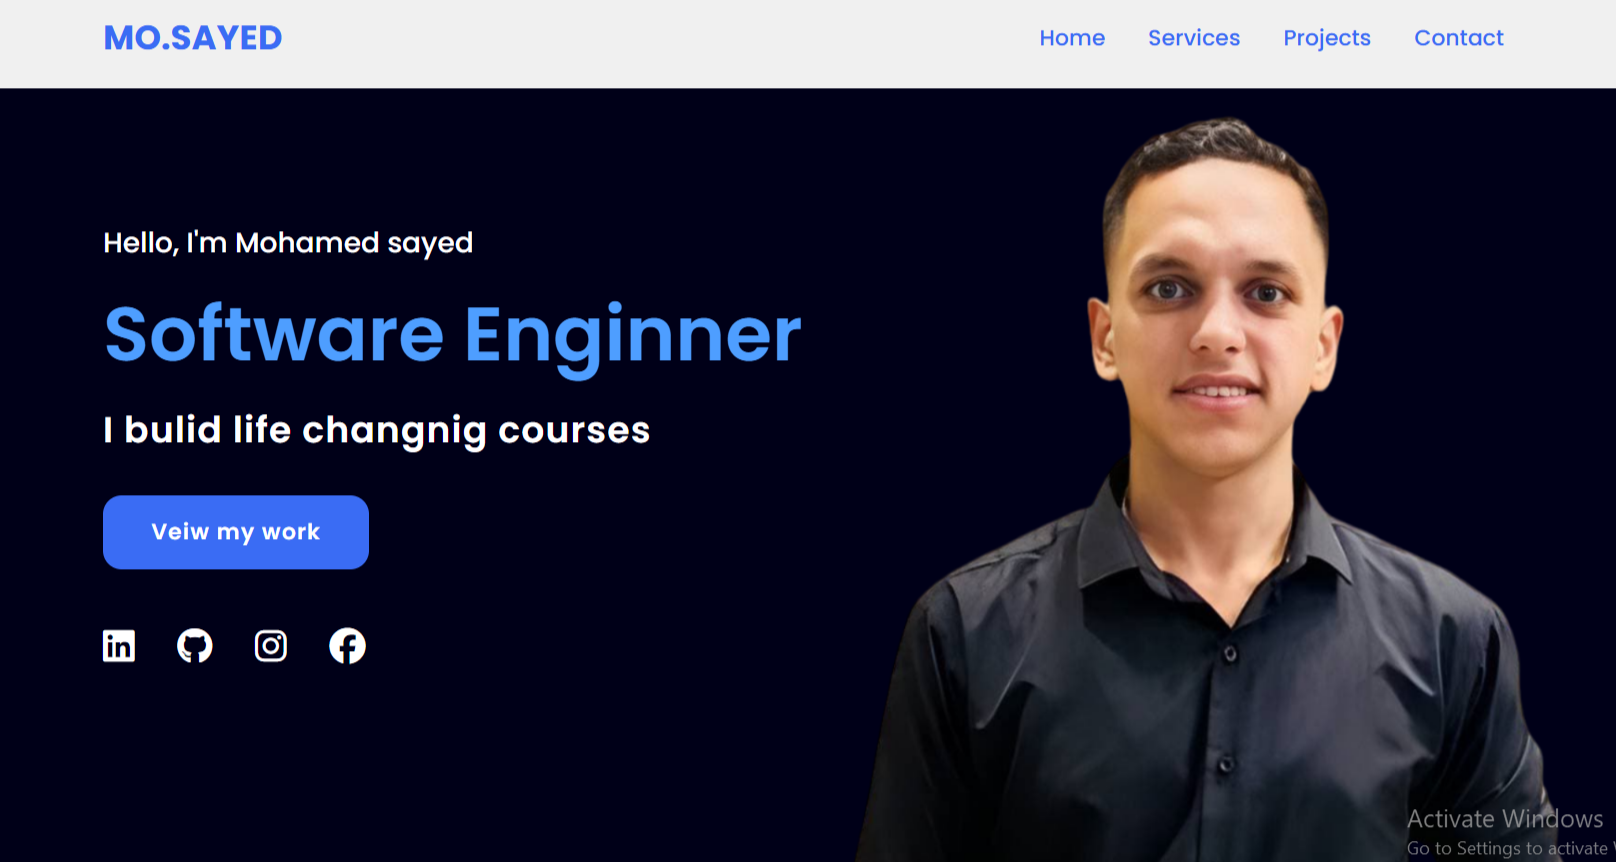 MO.SAYED
Home Services Projects Contact
Hello, I'm Mohamed sayed
Software Enginner
I bulid life changnig courses
Veiw my work
in
Activate Windows
Go to Settings to activate